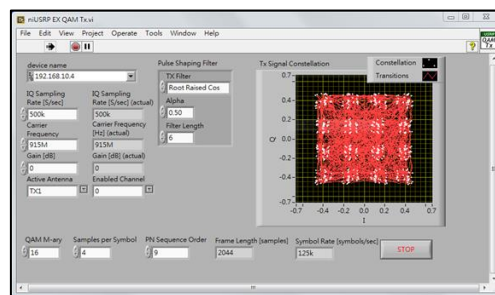 niUSRP EX QAM Tx.vi
File Edit View Project Operate Tools Window Help
USRP
QAM
Tx
device name
192.168.10.4
IQ Sampling
Rate [S/sec]
500k
Carrier
Frequency
915M
Gain [dB]
0
Active Antenna
TX1
IQ Sampling
Rate [S/sec] (actual)
500k
Carrier Frequency
[Hz] (actual)
915M
Gain [dB] (actual)
0
Enabled Channel
0
Pulse Shaping Filter
TX Filter
Root Raised Cos
Alpha
0.50
Filter Length
6
Tx Signal Constellation
Constellation
Transitions
Q
0.7
0.4
0.2
0.0
-0.2
-0.4
-0.7
-0.7 -0.4 -0.2 0.0 0.2 0.4 0.7
I
QAM M-ary
16
Samples per Symbol
4
PN Sequence Order
9
Frame Length [samples]
2044
Symbol Rate [symbols/sec]
125k
STOP